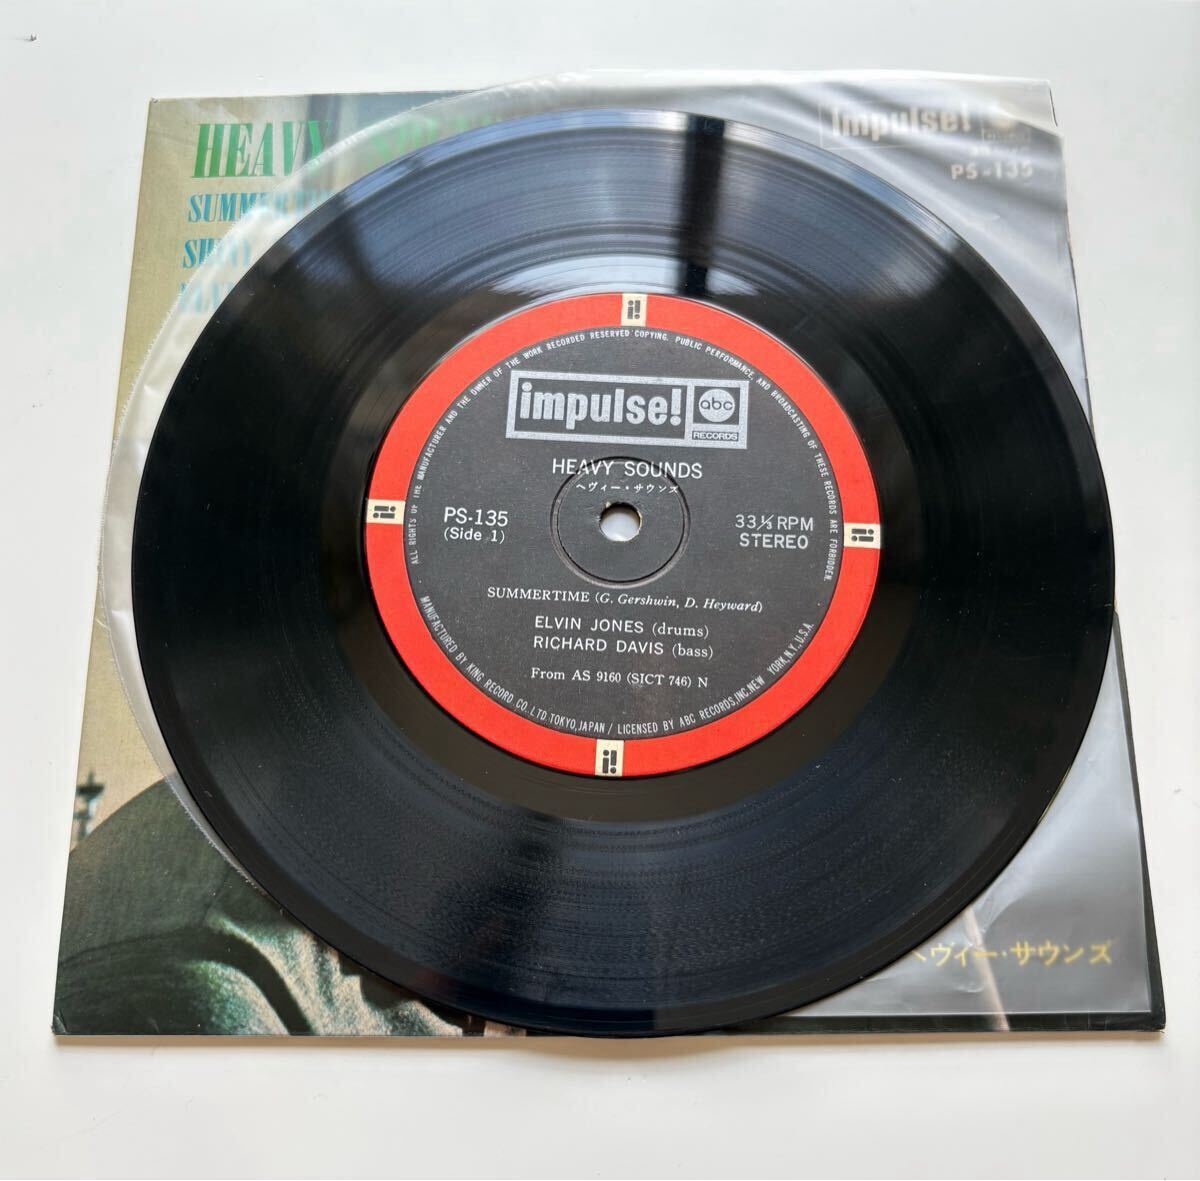 HEAVY
impulse!
PS-135
ALL RIGHTS OF THE MANUFACTURER AND THE OWNER OF THE WORK RECORDED RESERVED COPYING, PUBLIC PERFORMANCE, AND BROADCASTING OF THESE RECORDS ARE FORBIDDEN.
impulse! abc
RECORDS
HEAVY SOUNDS
ヘヴィー・サウンズ
PS-135
(Side 1)
33 1/3 RPM
STEREO
SUMMERTIME (G. Gershwin, D. Heyward)
ELVIN JONES (drums)
RICHARD DAVIS (bass)
From AS 9160 (SICT 746) N
MANUFACTURED BY KING RECORD CO. LTD. TOKYO, JAPAN / LICENSED BY ABC RECORDS, INC. NEW YORK, N.Y., U.S.A.
ヘヴィー・サウンズ